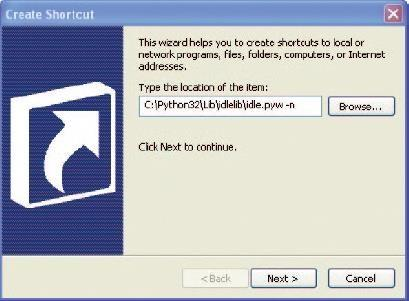 Create Shortcut
This wizard helps you to create shortcuts to local or
network programs, files, folders, computers, or Internet
addresses.
Type the location of the item:
C:\Python32\Lib\idlelib\idle.pyw -n
Browse...
Click Next to continue.
< Back
Next >
Cancel